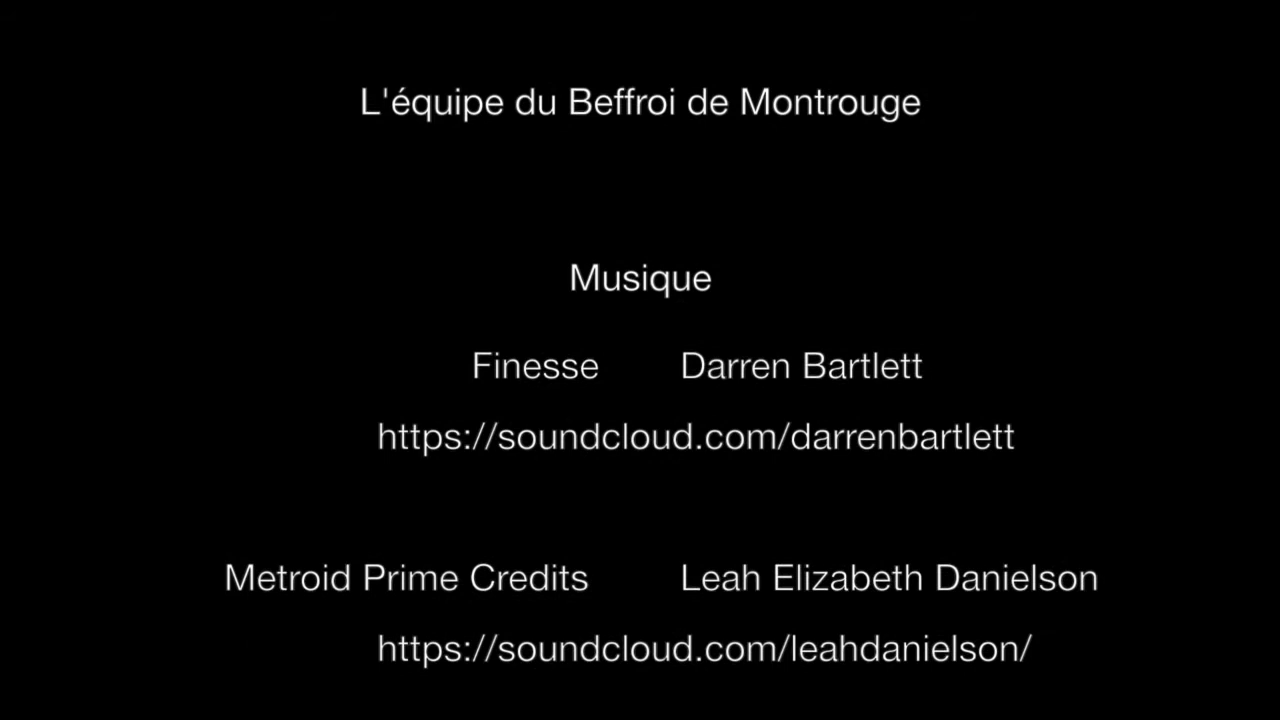 L'équipe du Beffroi de Montrouge
Musique
Finesse Darren Bartlett
https://soundcloud.com/darrenbartlett
Metroid Prime Credits Leah Elizabeth Danielson
https://soundcloud.com/leahdanielson/